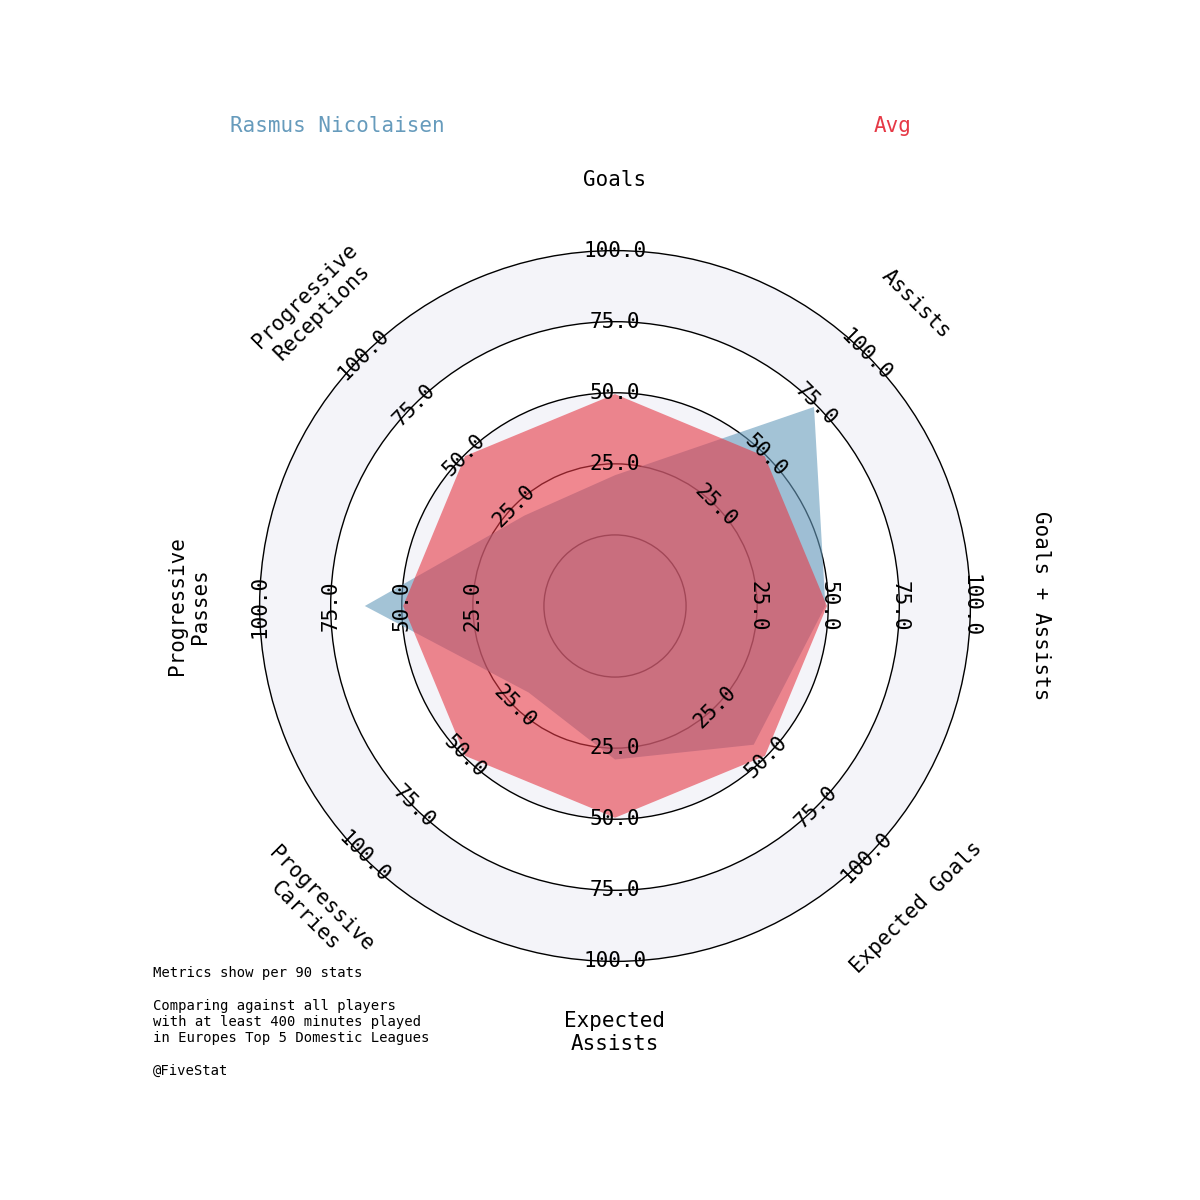 Rasmus Nicolaisen
Avg
Goals
Assists
Goals + Assists
Expected Goals
Expected
Assists
Progressive
Carries
Progressive
Passes
Progressive
Receptions
25.0
50.0
75.0
100.0
25.0
50.0
75.0
100.0
25.0
50.0
75.0
100.0
25.0
50.0
75.0
100.0
25.0
50.0
75.0
100.0
25.0
50.0
75.0
100.0
25.0
50.0
75.0
100.0
25.0
50.0
75.0
100.0
Metrics show per 90 stats
Comparing against all players
with at least 400 minutes played
in Europes Top 5 Domestic Leagues
@FiveStat